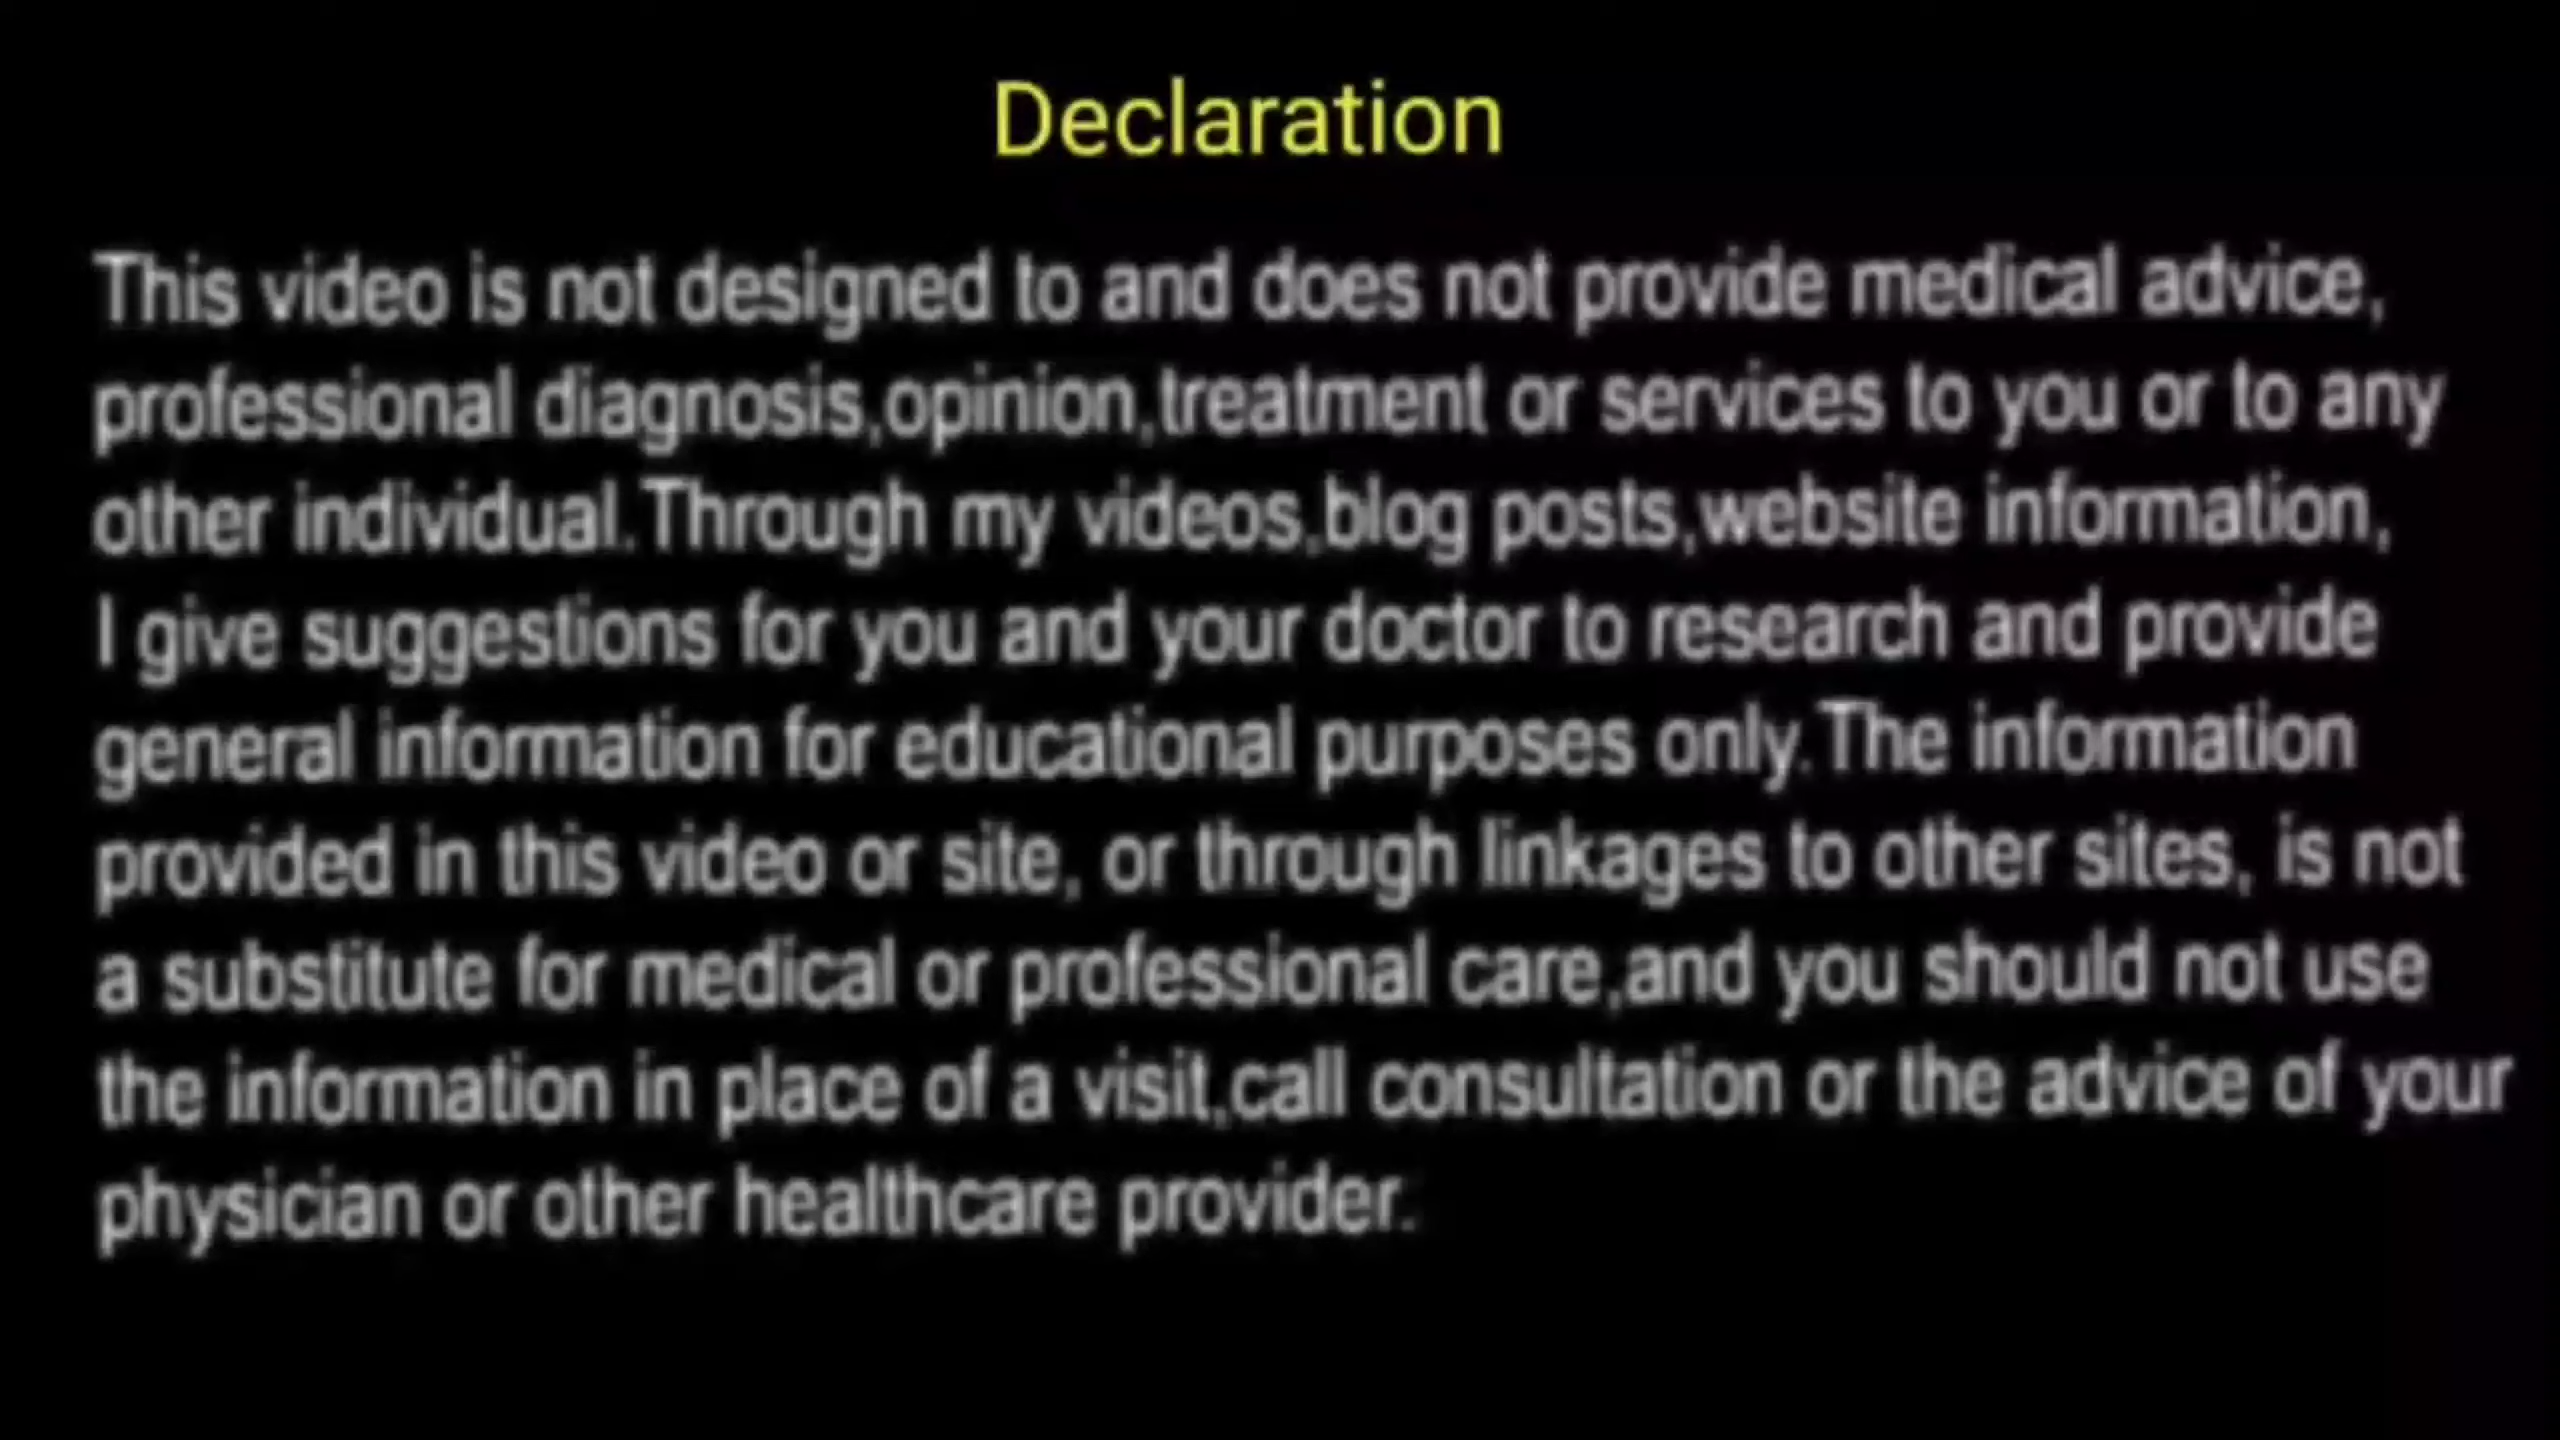 Declaration
This video is not designed to and does not provide medical advice,
professional diagnosis,opinion,treatment or services to you or to any
other individual.Through my videos,blog posts,website information,
I give suggestions for you and your doctor to research and provide
general information for educational purposes only.The information
provided in this video or site, or through linkages to other sites, is not
a substitute for medical or professional care,and you should not use
the information in place of a visit,call consultation or the advice of your
physician or other healthcare provider.